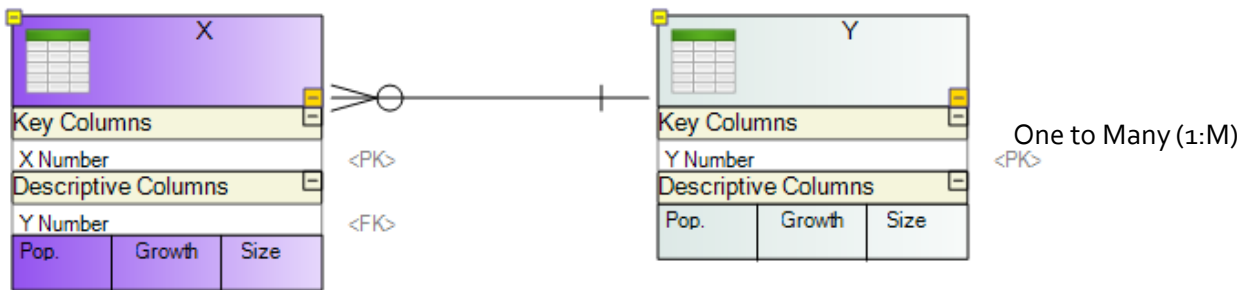 X
Key Columns
X Number <PK>
Descriptive Columns
Y Number <FK>
Pop. Growth Size
Y
Key Columns
Y Number <PK>
Descriptive Columns
Pop. Growth Size
One to Many (1:M)